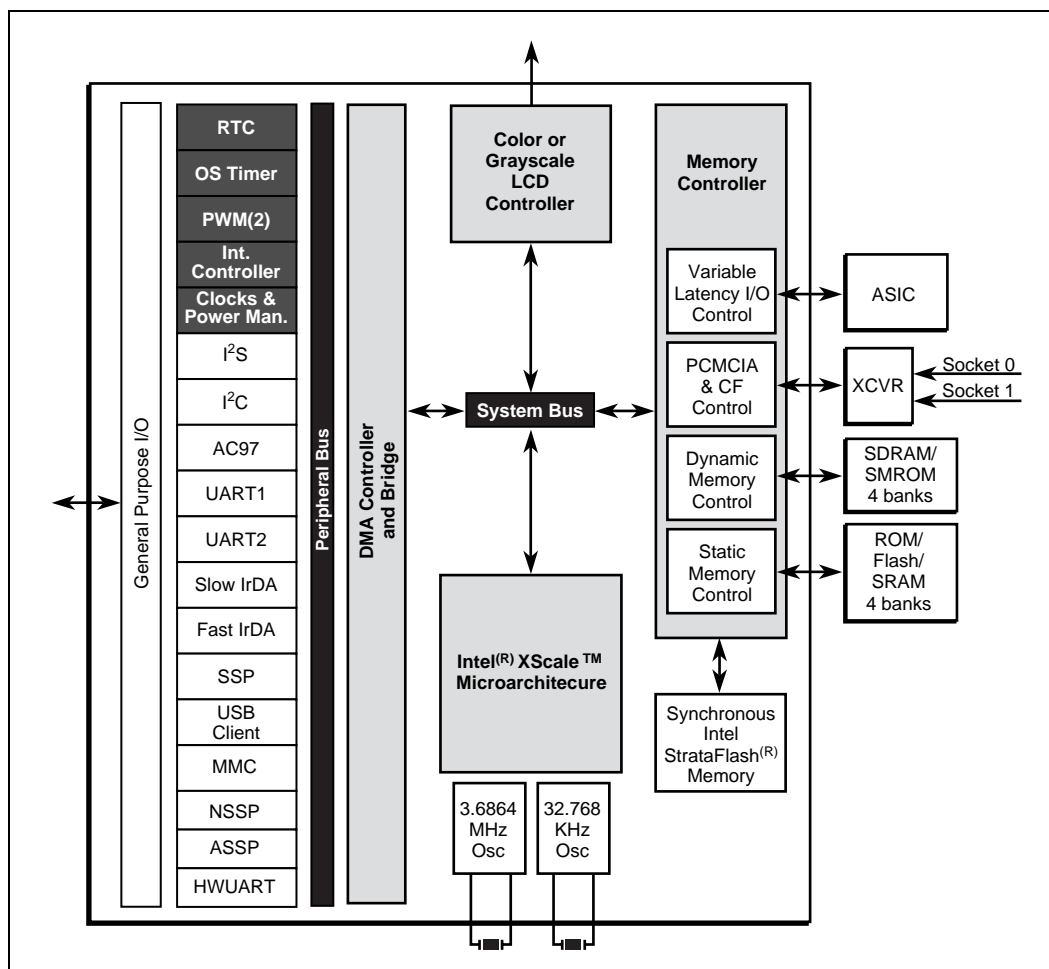 General Purpose I/O
RTC
OS Timer
PWM(2)
Int.
Controller
Clocks &
Power Man.
I²S
I²C
AC97
UART1
UART2
Slow IrDA
Fast IrDA
SSP
USB
Client
MMC
NSSP
ASSP
HWUART
Peripheral Bus
DMA Controller
and Bridge
Color or
Grayscale
LCD
Controller
System Bus
Intel(R) XScale TM
Microarchitecure
3.6864
MHz
Osc
32.768
KHz
Osc
Memory
Controller
Variable
Latency I/O
Control
PCMCIA
& CF
Control
Dynamic
Memory
Control
Static
Memory
Control
Synchronous
Intel
StrataFlash(R)
Memory
ASIC
XCVR
Socket 0
Socket 1
SDRAM/
SMROM
4 banks
ROM/
Flash/
SRAM
4 banks